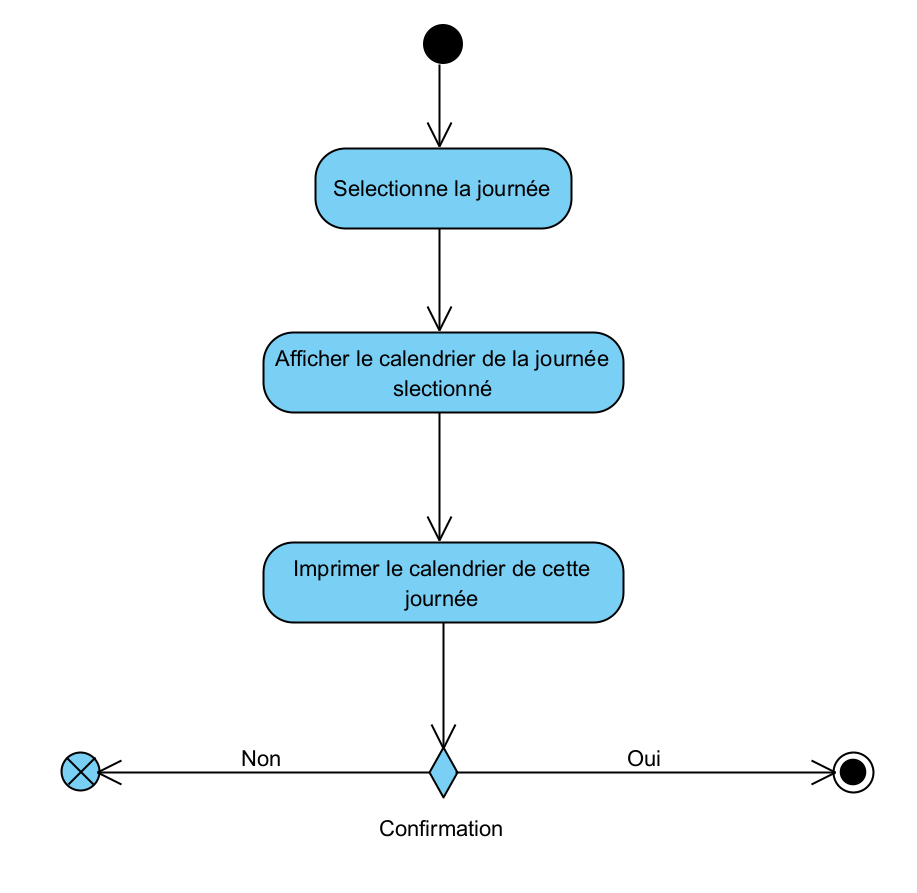 Selectionne la journée
Afficher le calendrier de la journée
slectionné
Imprimer le calendrier de cette
journée
Non
Oui
Confirmation